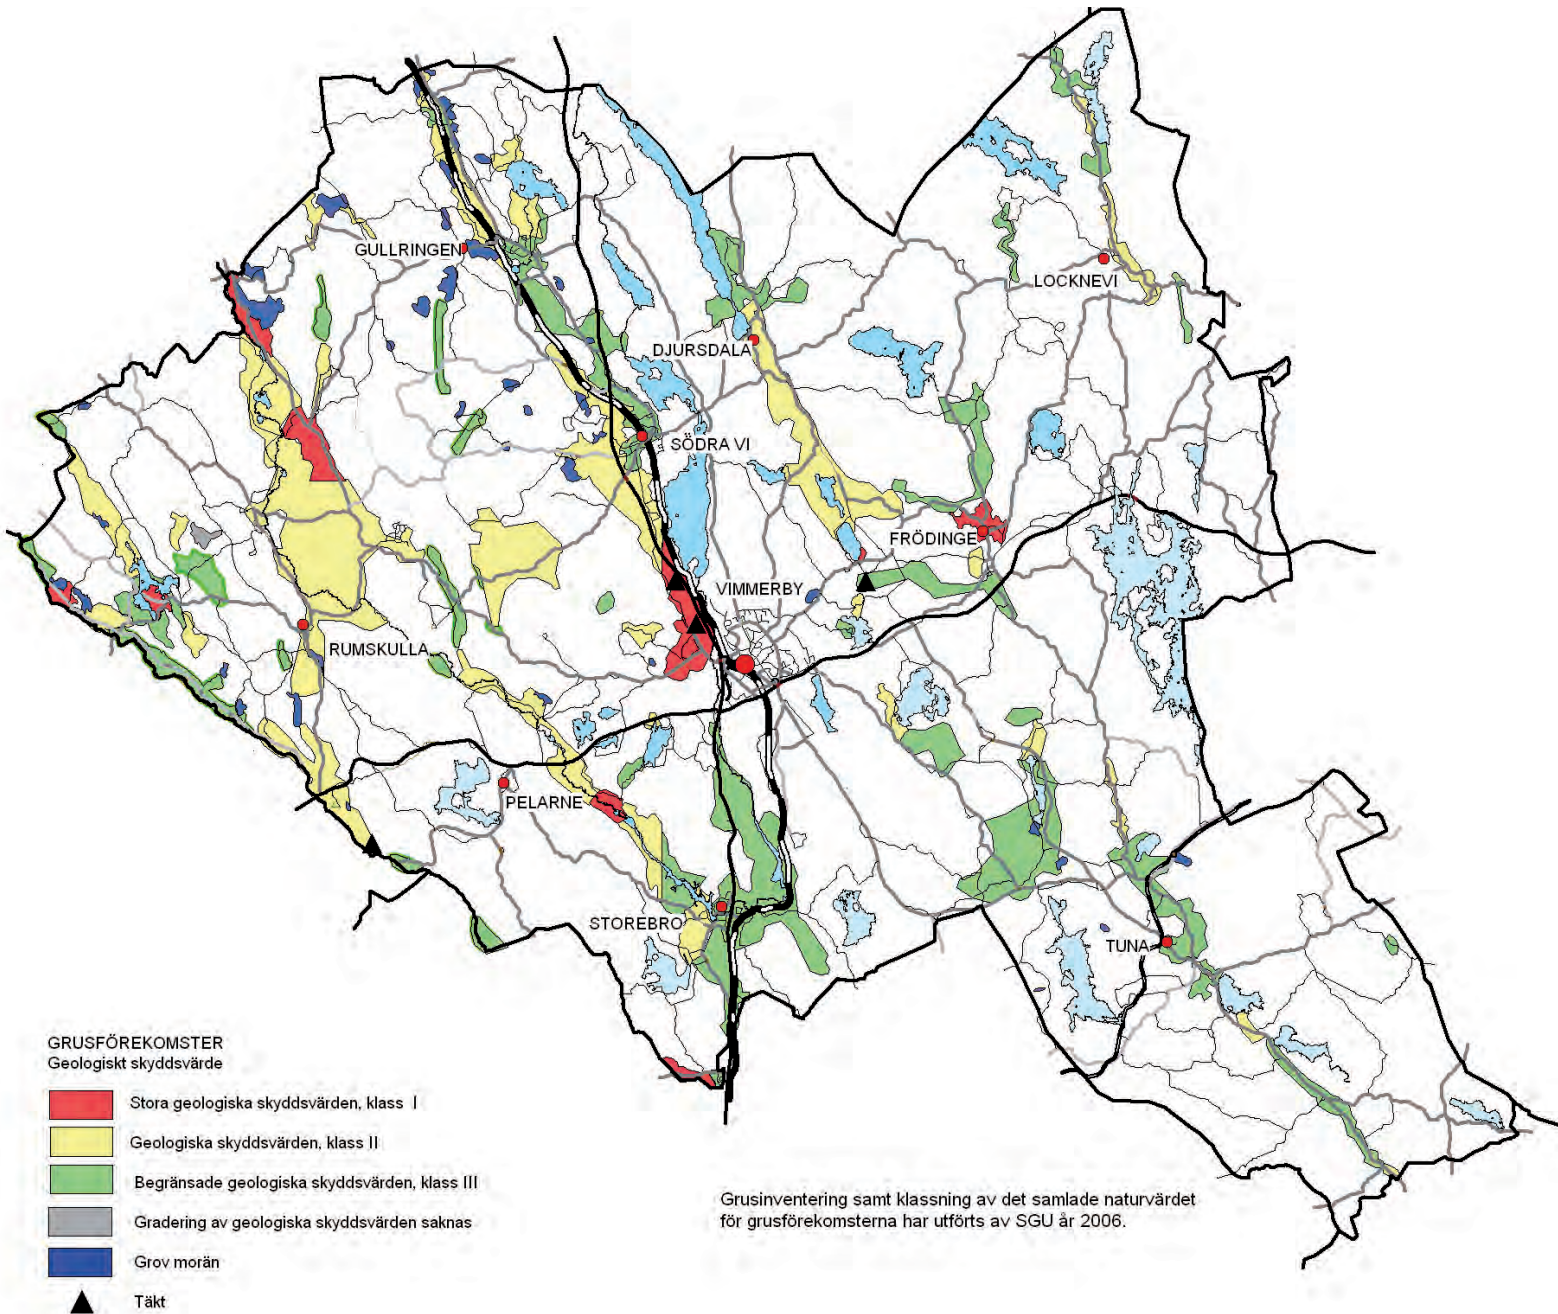 GULLRINGEN
LOCKNEVI
DJURSDALA
SÖDRA VI
FRÖDINGE
VIMMERBY
RUMSKULLA
PELARNE
STOREBRO
TUNA
GRUSFÖREKOMSTER
Geologiskt skyddsvärde
Stora geologiska skyddsvärden, klass I
Geologiska skyddsvärden, klass II
Begränsade geologiska skyddsvärden, klass III
Gradering av geologiska skyddsvärden saknas
Grov morän
Täkt
Grusinventering samt klassning av det samlade naturvärdet
för grusförekomsterna har utförts av SGU år 2006.